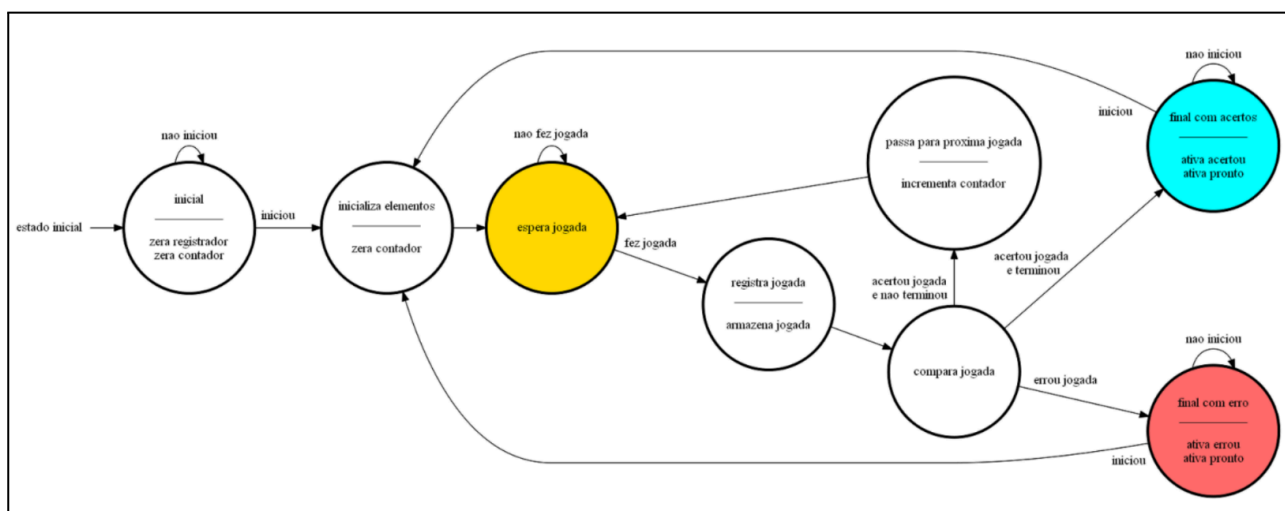 estado inicial
nao iniciou
inicial
zera registrador
zera contador
iniciou
inicializa elementos
zera contador
nao fez jogada
espera jogada
fez jogada
registra jogada
armazena jogada
passa para proxima jogada
incrementa contador
acertou jogada
e nao terminou
compara jogada
acertou jogada
e terminou
errou jogada
nao iniciou
final com acertos
ativa acertou
ativa pronto
iniciou
nao iniciou
final com erro
ativa errou
ativa pronto
iniciou